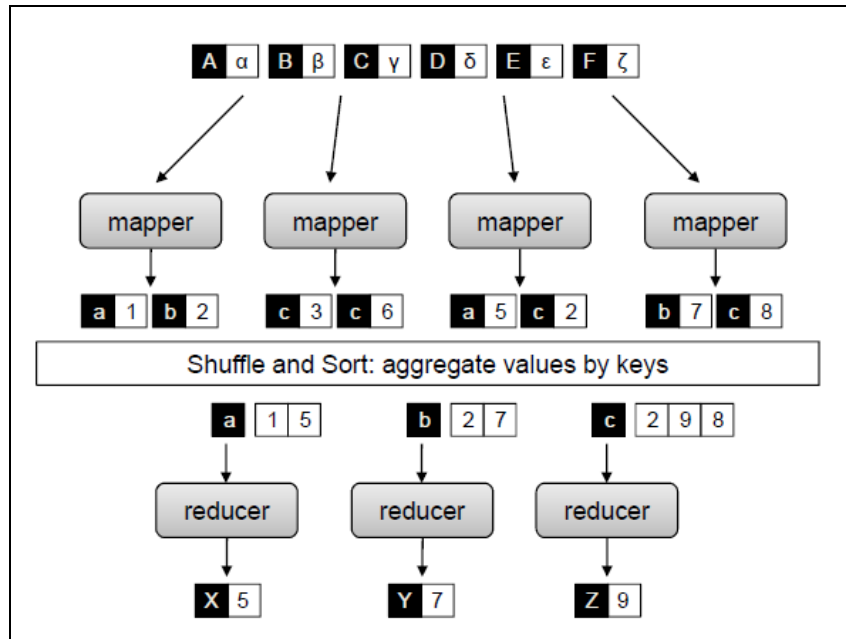 A α B β C γ D δ E ε F ζ
mapper mapper mapper mapper
a 1 b 2 c 3 c 6 a 5 c 2 b 7 c 8
Shuffle and Sort: aggregate values by keys
a 1 5 b 2 7 c 2 9 8
reducer reducer reducer
X 5 Y 7 Z 9